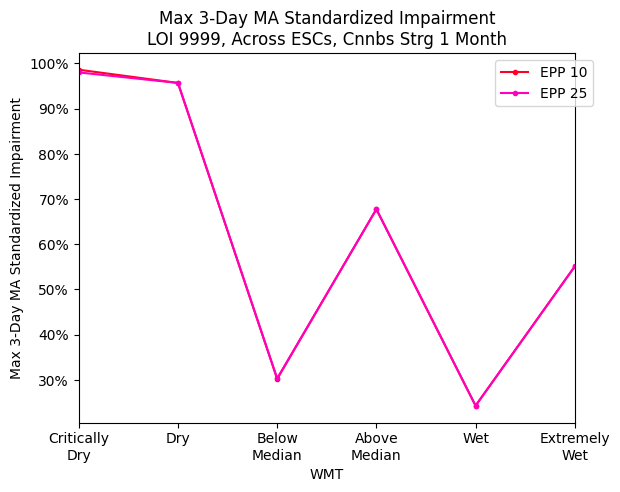 Max 3-Day MA Standardized Impairment
LOI 9999, Across ESCs, Cnnbs Strg 1 Month
EPP 10
EPP 25
Max 3-Day MA Standardized Impairment
100%
90%
80%
70%
60%
50%
40%
30%
Critically
Dry
Dry
Below
Median
Above
Median
Wet
Extremely
Wet
WMT